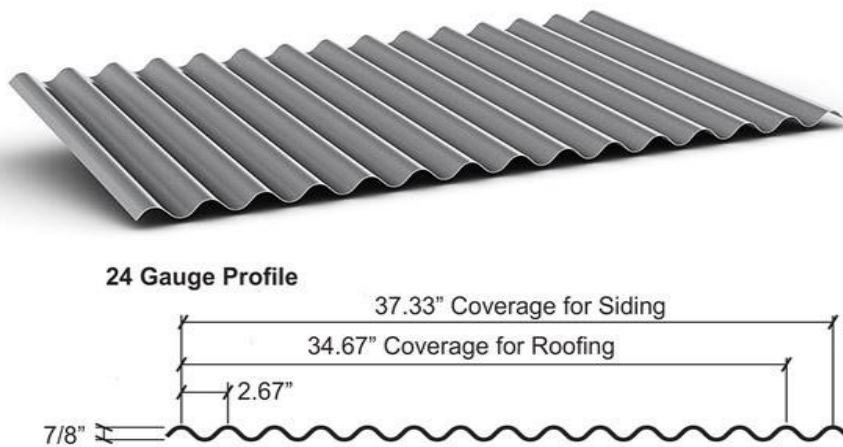 24 Gauge Profile
37.33” Coverage for Siding
34.67” Coverage for Roofing
2.67”
7/8”